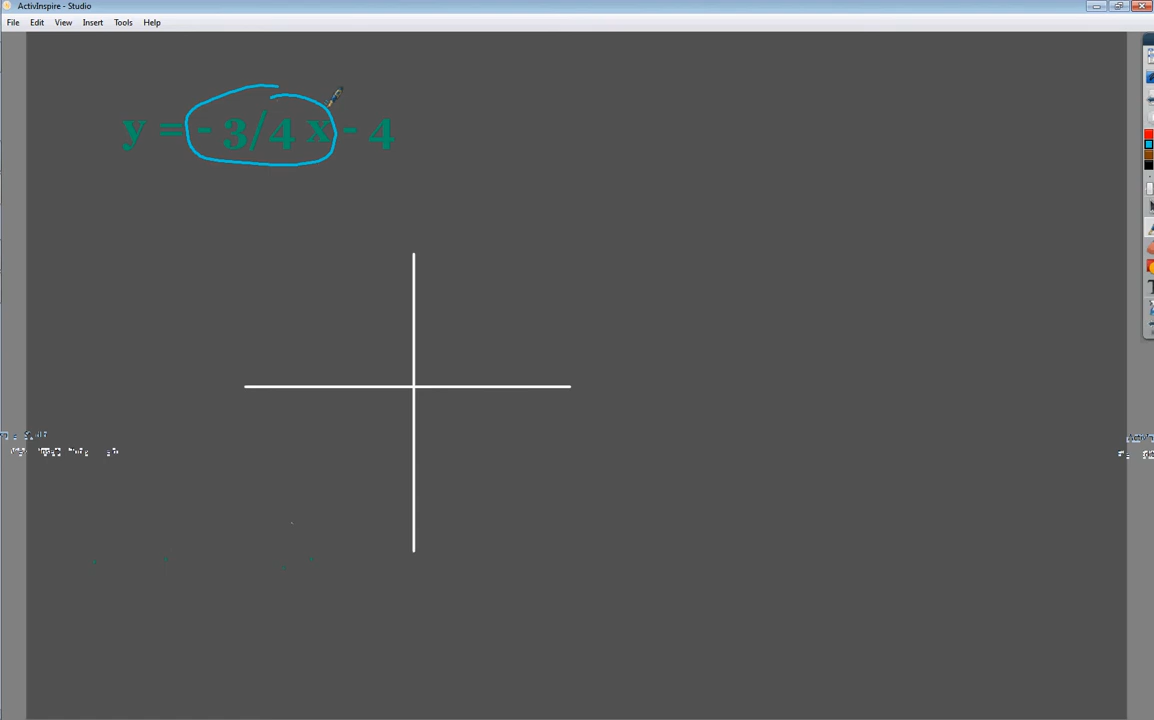 ActivInspire - Studio
File Edit View Insert Tools Help
y = - 3/4 x - 4